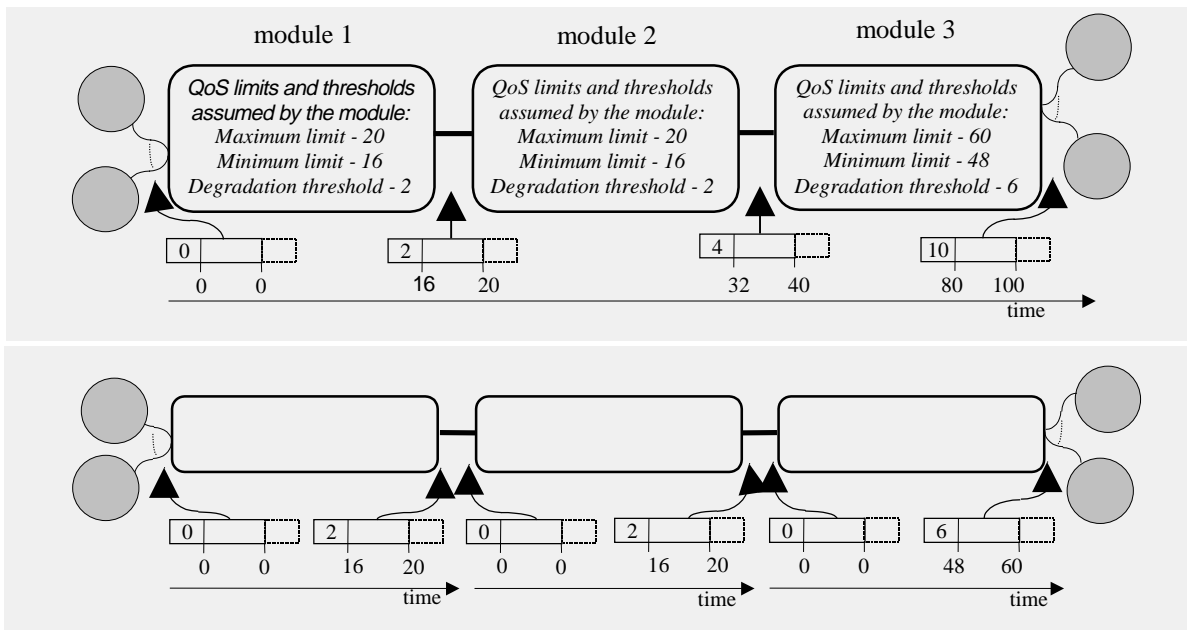 module 1
module 2
module 3
QoS limits and thresholds
assumed by the module:
Maximum limit - 20
Minimum limit - 16
Degradation threshold - 2
QoS limits and thresholds
assumed by the module:
Maximum limit - 20
Minimum limit - 16
Degradation threshold - 2
QoS limits and thresholds
assumed by the module:
Maximum limit - 60
Minimum limit - 48
Degradation threshold - 6
0
2
4
10
0 0
16 20
32 40
80 100
time
0
2
0
2
0
6
0 0
16 20
0 0
16 20
0 0
48 60
time
time
time